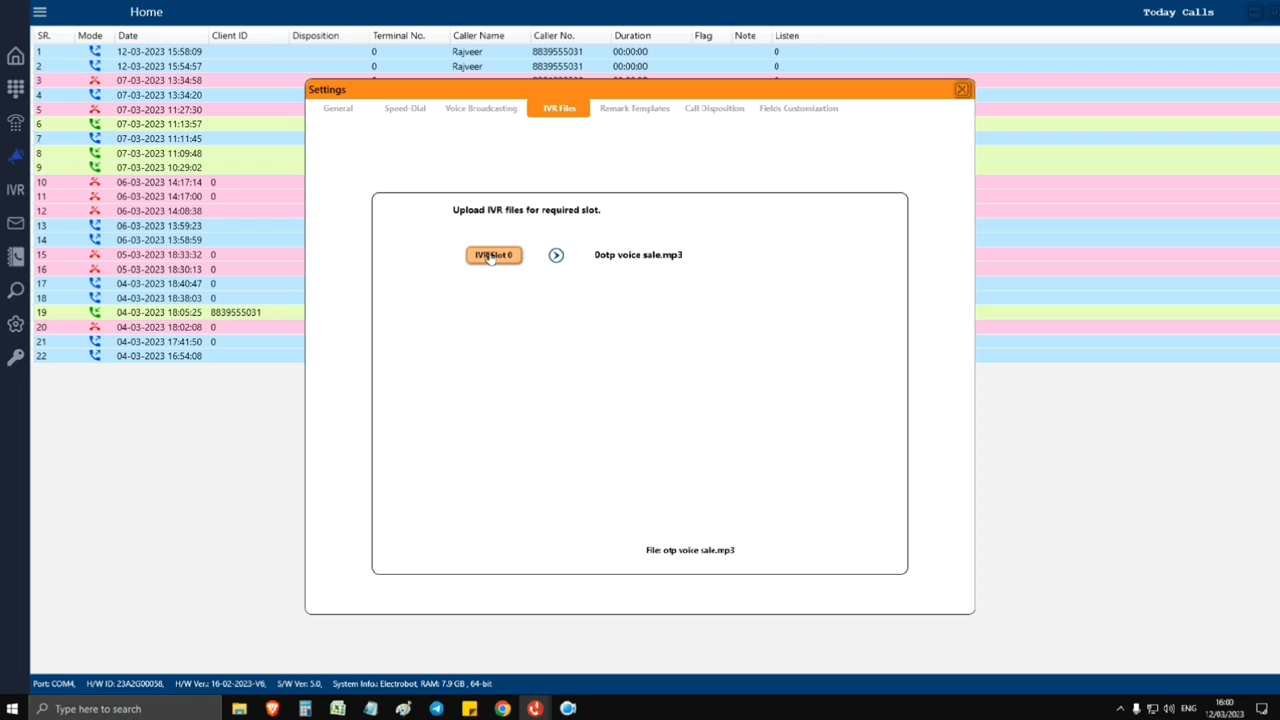 Home
Today Calls
SR. Mode Date Client ID Disposition Terminal No. Caller Name Caller No. Duration Flag Note Listen
1 12-03-2023 15:58:09 0 Rajveer 8839555031 00:00:00 0
2 12-03-2023 15:54:57 0 Rajveer 8839555031 00:00:00 0
3 07-03-2023 13:34:58
4 07-03-2023 13:34:20
5 07-03-2023 11:27:30
6 07-03-2023 11:13:57
7 07-03-2023 11:11:45
8 07-03-2023 11:09:48
9 07-03-2023 10:29:02
10 06-03-2023 14:17:14 0
11 06-03-2023 14:17:00 0
12 06-03-2023 14:08:38
13 06-03-2023 13:59:23
14 06-03-2023 13:58:59
15 05-03-2023 18:33:32 0
16 05-03-2023 18:30:13 0
17 04-03-2023 18:40:47 0
18 04-03-2023 18:38:03 0
19 04-03-2023 18:05:25 8839555031
20 04-03-2023 18:02:08 0
21 04-03-2023 17:41:50 0
22 04-03-2023 16:54:08
IVR
Settings
General Speed-Dial Voice Broadcasting IVR Files Remark Templates Call Disposition Fields Customization
Upload IVR files for required slot.
IVR Slot 0 0otp voice sale.mp3
File: otp voice sale.mp3
Port: COM4, H/W ID: 23A2G00058, H/W Ver.: 16-02-2023-V6, S/W Ver: 5.0, System Info.: Electrobot, RAM: 7.9 GB , 64-bit
Type here to search
16:00
12/03/2023